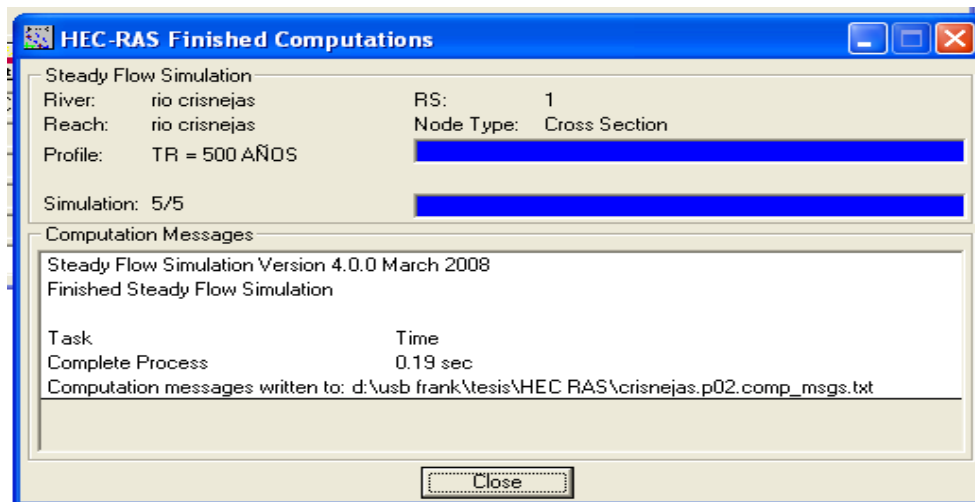 HEC-RAS Finished Computations
Steady Flow Simulation
River: rio crisnejas RS: 1
Reach: rio crisnejas Node Type: Cross Section
Profile: TR = 500 AÑOS
Simulation: 5/5
Computation Messages
Steady Flow Simulation Version 4.0.0 March 2008
Finished Steady Flow Simulation
Task Time
Complete Process 0.19 sec
Computation messages written to: d:\usb frank\tesis\HEC RAS\crisnejas.p02.comp_msgs.txt
Close